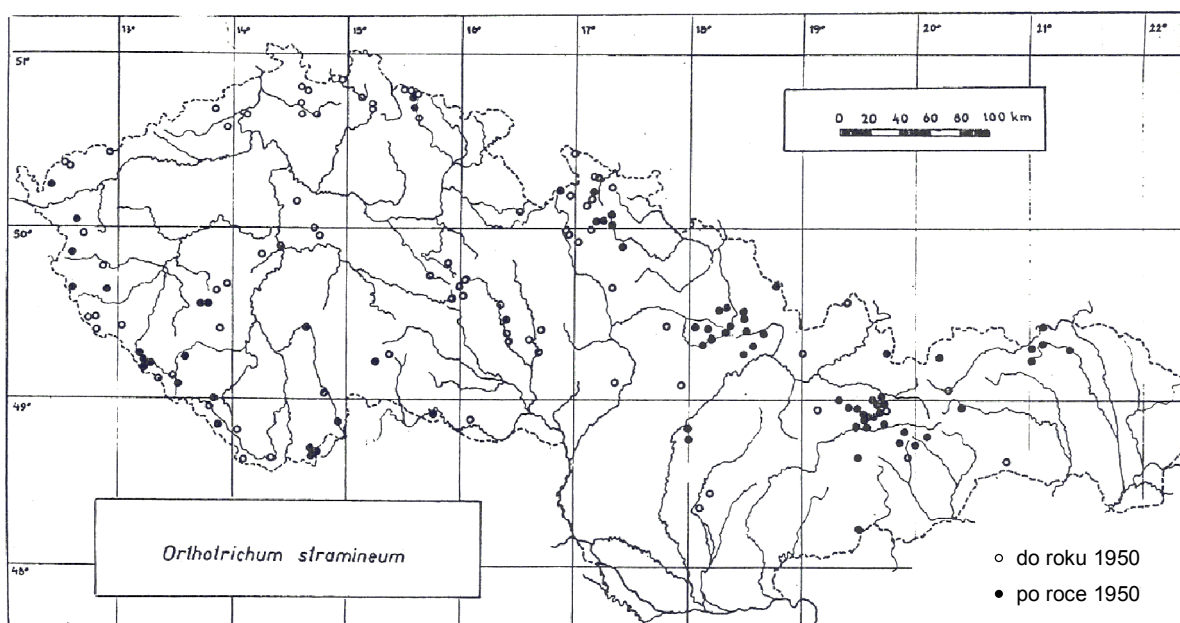 13° 14° 15° 16° 17° 18° 19° 20° 21° 22°
51°
0 20 40 60 80 100 km
50°
49°
Orthotrichum stramineum
48°
○ do roku 1950
● po roce 1950